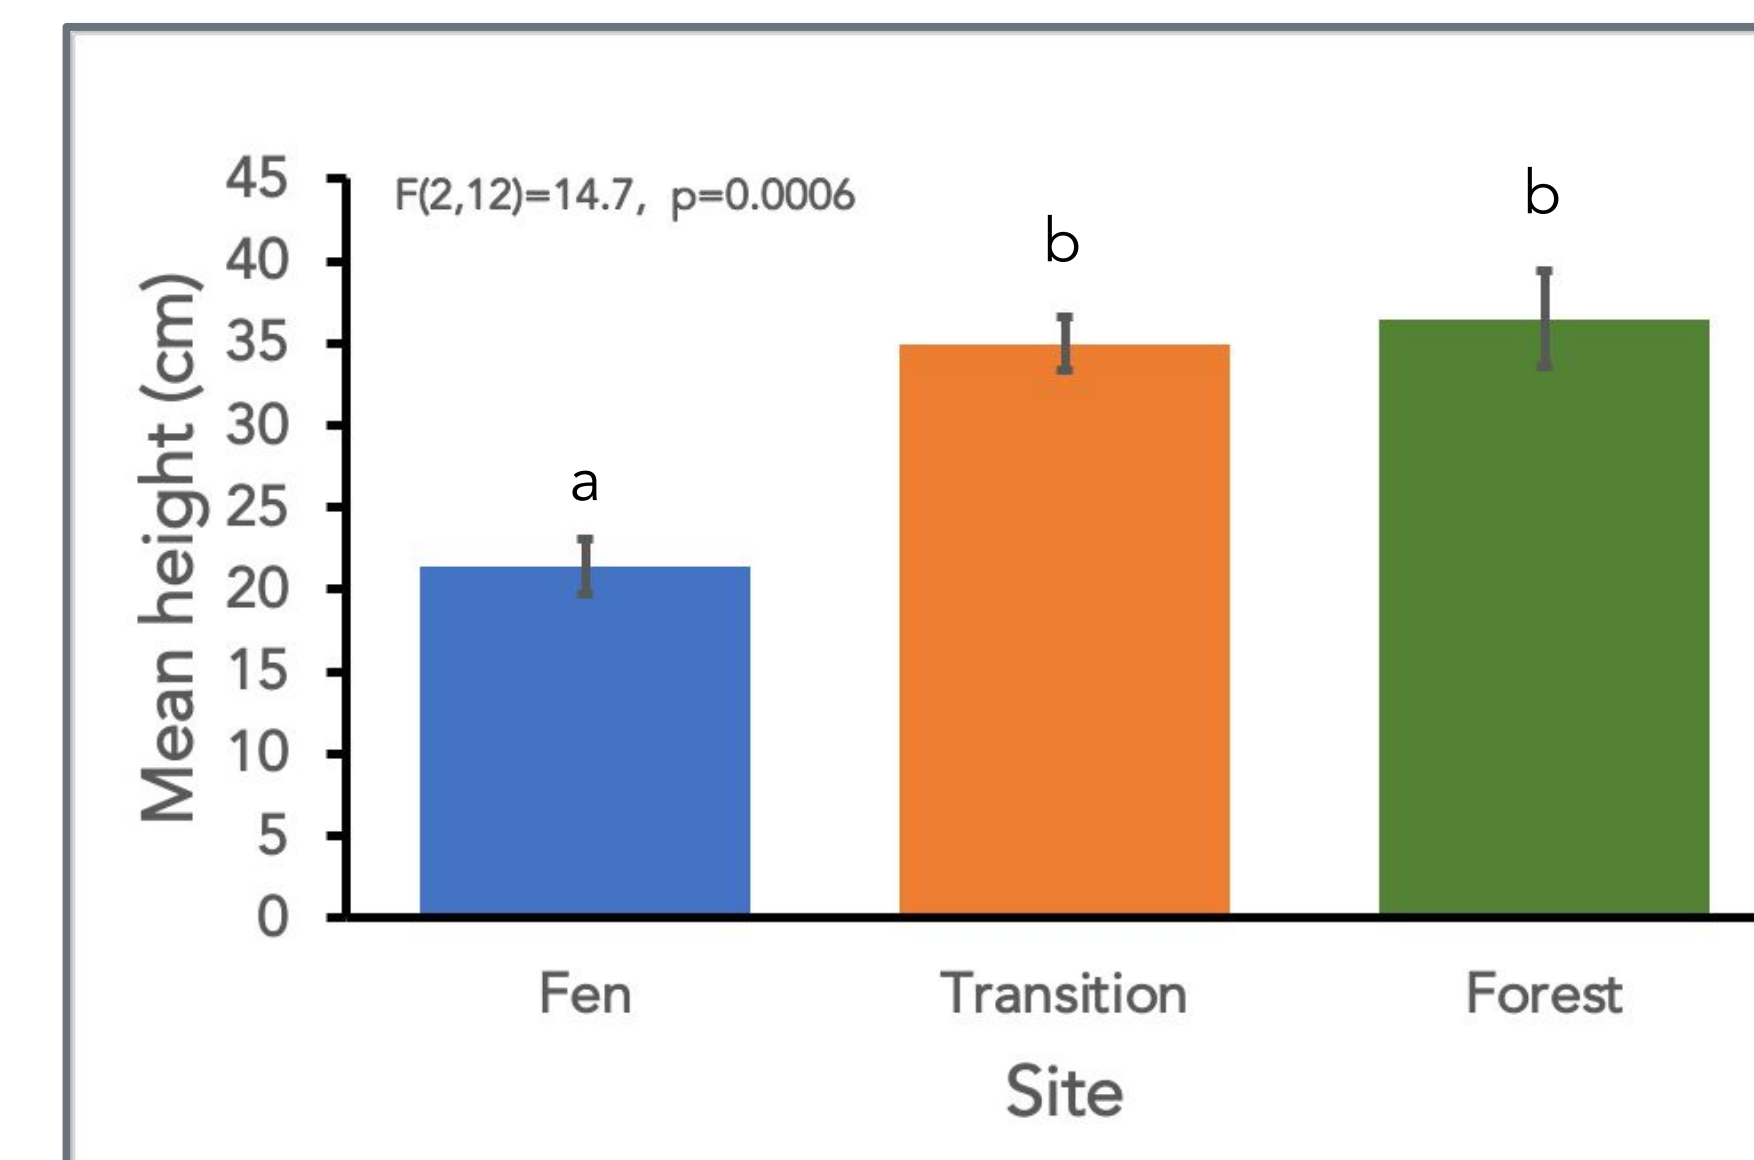 F(2,12)=14.7, p=0.0006
45
40
35
30
25
20
15
10
5
0
Mean height (cm)
a
b
b
Fen
Transition
Forest
Site